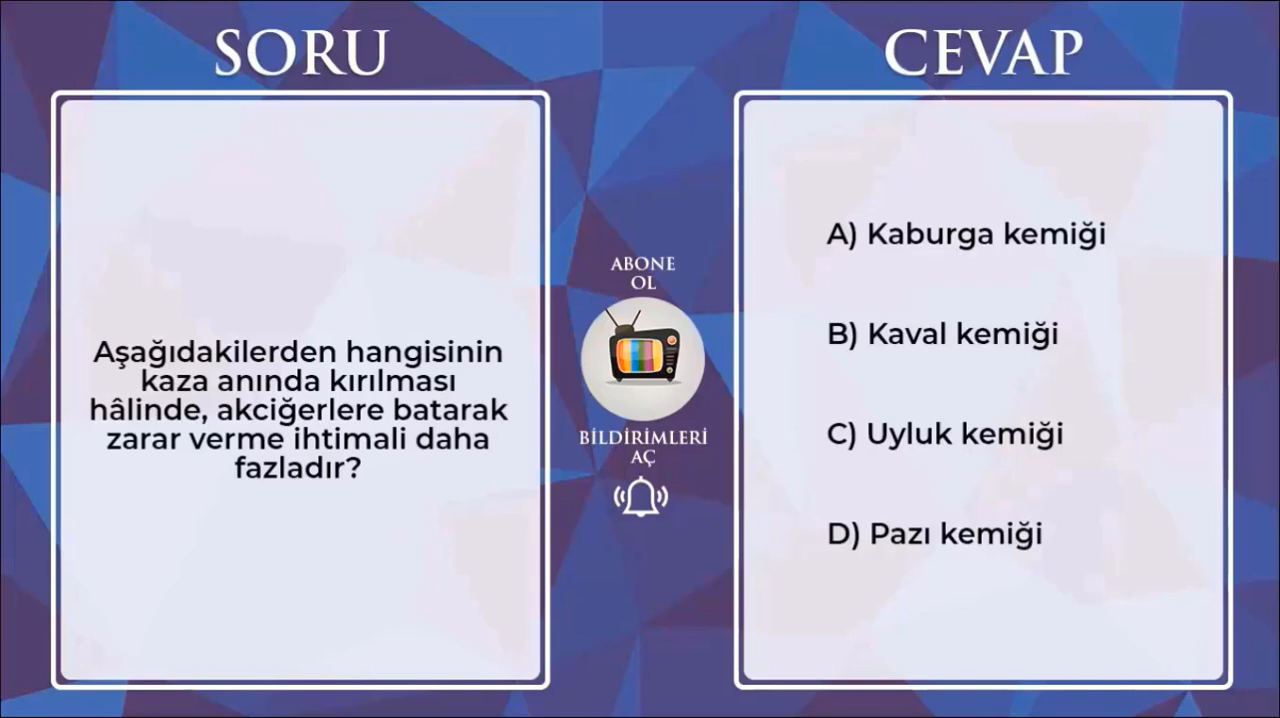 SORU
Aşağıdakilerden hangisinin
kaza anında kırılması
hâlinde, akciğerlere batarak
zarar verme ihtimali daha
fazladır?
ABONE
OL
BİLDİRİMLERİ
AÇ
CEVAP
A) Kaburga kemiği
B) Kaval kemiği
C) Uyluk kemiği
D) Pazı kemiği